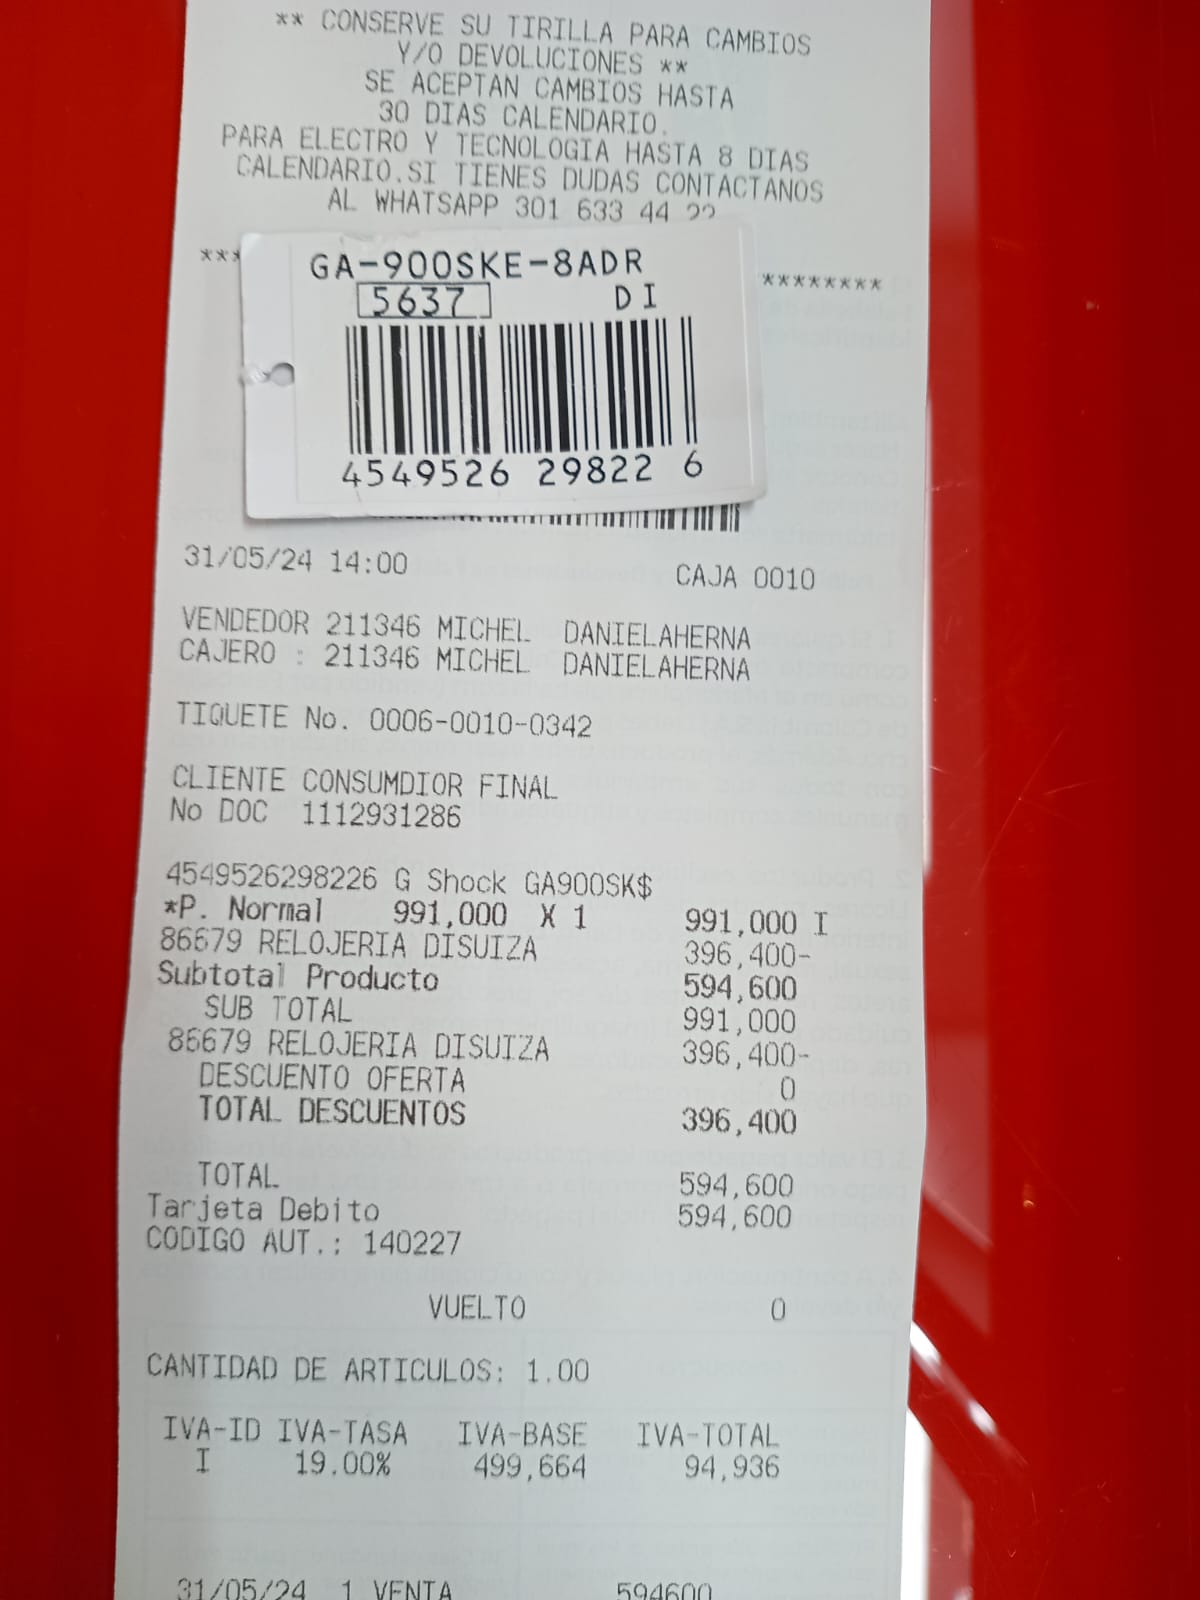 ** CONSERVE SU TIRILLA PARA CAMBIOS
Y/O DEVOLUCIONES **
SE ACEPTAN CAMBIOS HASTA
30 DIAS CALENDARIO.
PARA ELECTRO Y TECNOLOGIA HASTA 8 DIAS
CALENDARIO.SI TIENES DUDAS CONTACTANOS
AL WHATSAPP 301 633 44 22
*** ********
GA-900SKE-8ADR
5637 DI
4549526 29822 6
31/05/24 14:00 CAJA 0010
VENDEDOR 211346 MICHEL DANIELAHERNA
CAJERO : 211346 MICHEL DANIELAHERNA
TIQUETE No. 0006-0010-0342
CLIENTE CONSUMDIOR FINAL
No DOC 1112931286
4549526298226 G Shock GA900SK$
*P. Normal 991,000 X 1 991,000 I
86679 RELOJERIA DISUIZA 396,400-
Subtotal Producto 594,600
SUB TOTAL 991,000
86679 RELOJERIA DISUIZA 396,400-
DESCUENTO OFERTA 0
TOTAL DESCUENTOS 396,400
TOTAL 594,600
Tarjeta Debito 594,600
CODIGO AUT.: 140227
VUELTO 0
CANTIDAD DE ARTICULOS: 1.00
IVA-ID IVA-TASA IVA-BASE IVA-TOTAL
I 19.00% 499,664 94,936
31/05/24 1 VENTA 594600